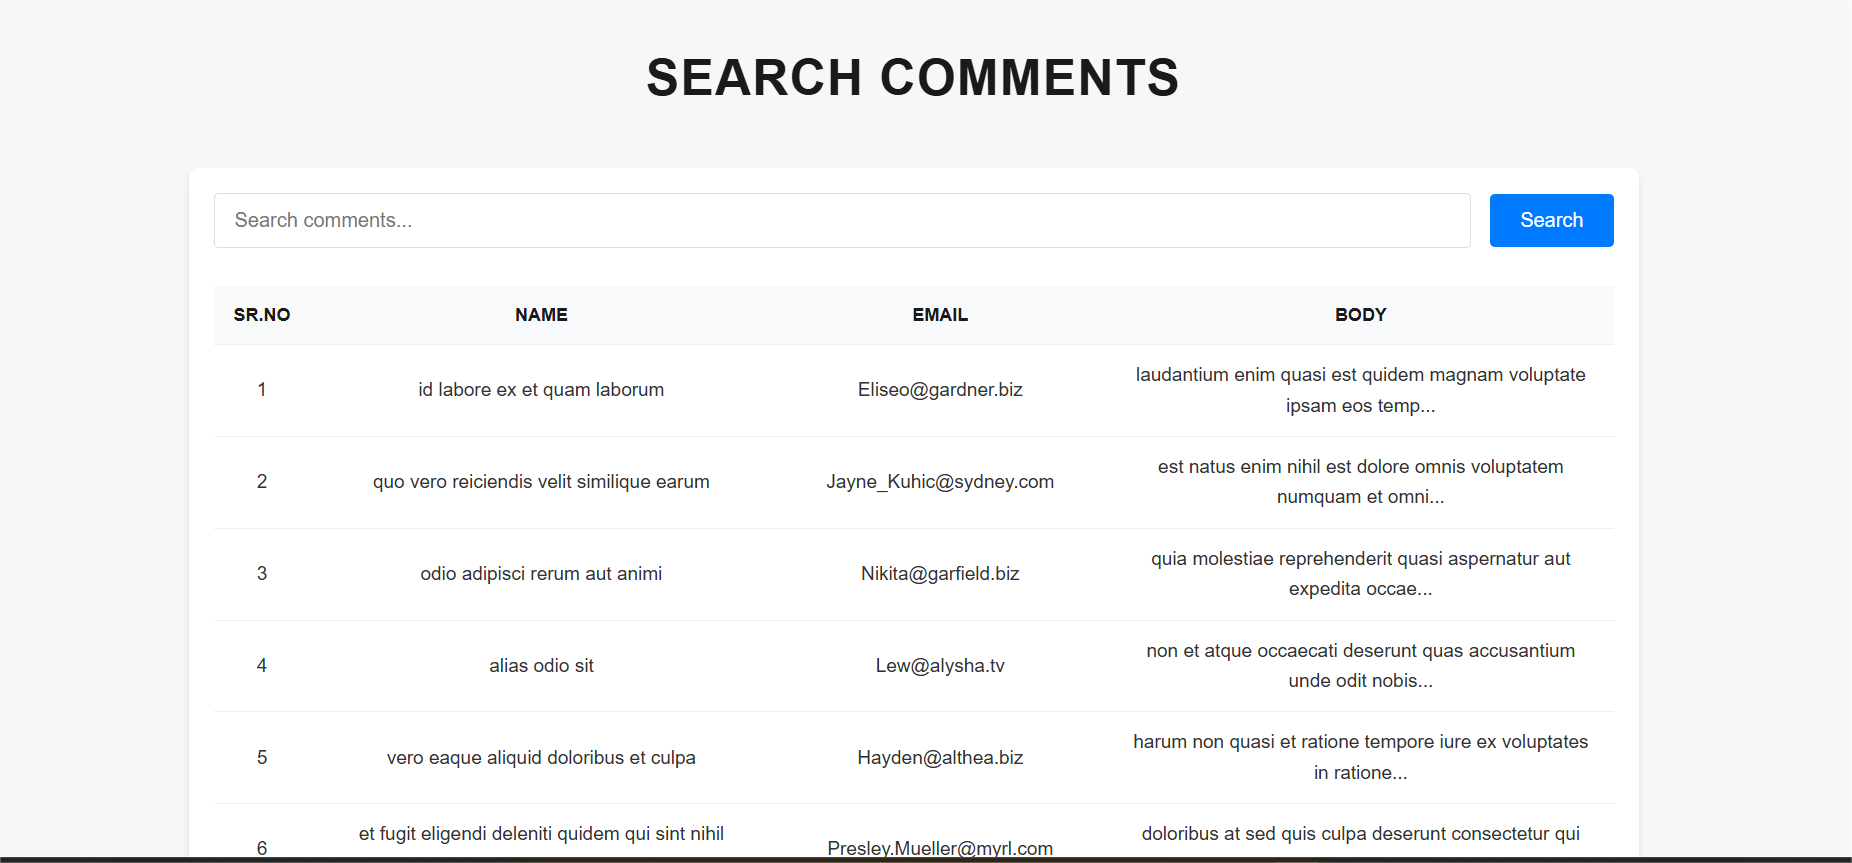 SEARCH COMMENTS
Search comments...
Search
SR.NO NAME EMAIL BODY
1 id labore ex et quam laborum Eliseo@gardner.biz laudantium enim quasi est quidem magnam voluptate
ipsam eos temp...
2 quo vero reiciendis velit similique earum Jayne_Kuhic@sydney.com est natus enim nihil est dolore omnis voluptatem
numquam et omni...
3 odio adipisci rerum aut animi Nikita@garfield.biz quia molestiae reprehenderit quasi aspernatur aut
expedita occae...
4 alias odio sit Lew@alysha.tv non et atque occaecati deserunt quas accusantium
unde odit nobis...
5 vero eaque aliquid doloribus et culpa Hayden@althea.biz harum non quasi et ratione tempore iure ex voluptates
in ratione...
6 et fugit eligendi deleniti quidem qui sint nihil Presley.Mueller@myrl.com doloribus at sed quis culpa deserunt consectetur qui